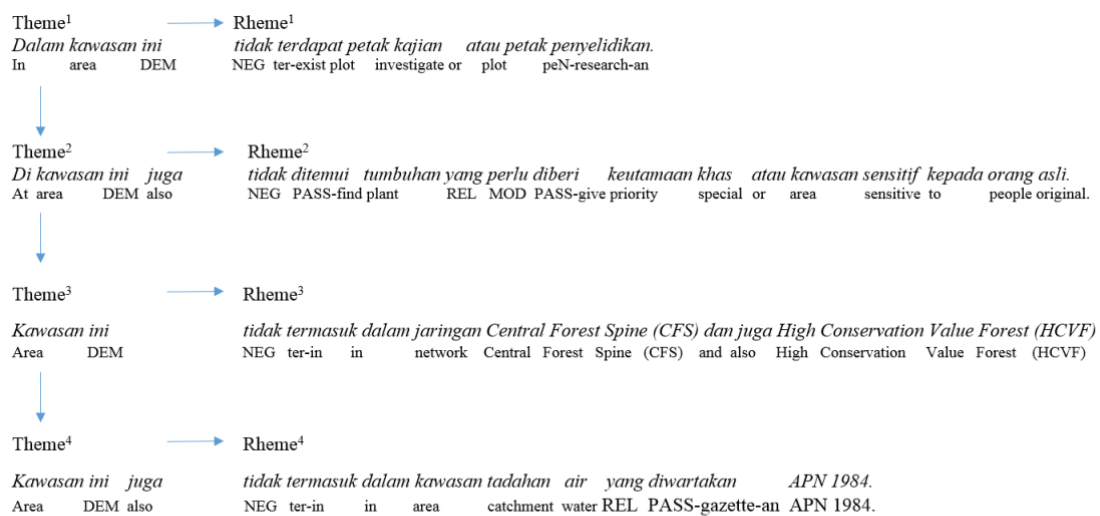 Theme¹ Rheme¹
Dalam kawasan ini tidak terdapat petak kajian atau petak penyelidikan.
In area DEM NEG ter-exist plot investigate or plot peN-research-an
Theme² Rheme²
Di kawasan ini juga tidak ditemui tumbuhan yang perlu diberi keutamaan khas atau kawasan sensitif kepada orang asli.
At area DEM also NEG PASS-find plant REL MOD PASS-give priority special or area sensitive to people original.
Theme³ Rheme³
Kawasan ini tidak termasuk dalam jaringan Central Forest Spine (CFS) dan juga High Conservation Value Forest (HCVF)
Area DEM NEG ter-in in network Central Forest Spine (CFS) and also High Conservation Value Forest (HCVF)
Theme⁴ Rheme⁴
Kawasan ini juga tidak termasuk dalam kawasan tadahan air yang diwartakan APN 1984.
Area DEM also NEG ter-in in area catchment water REL PASS-gazette-an APN 1984.